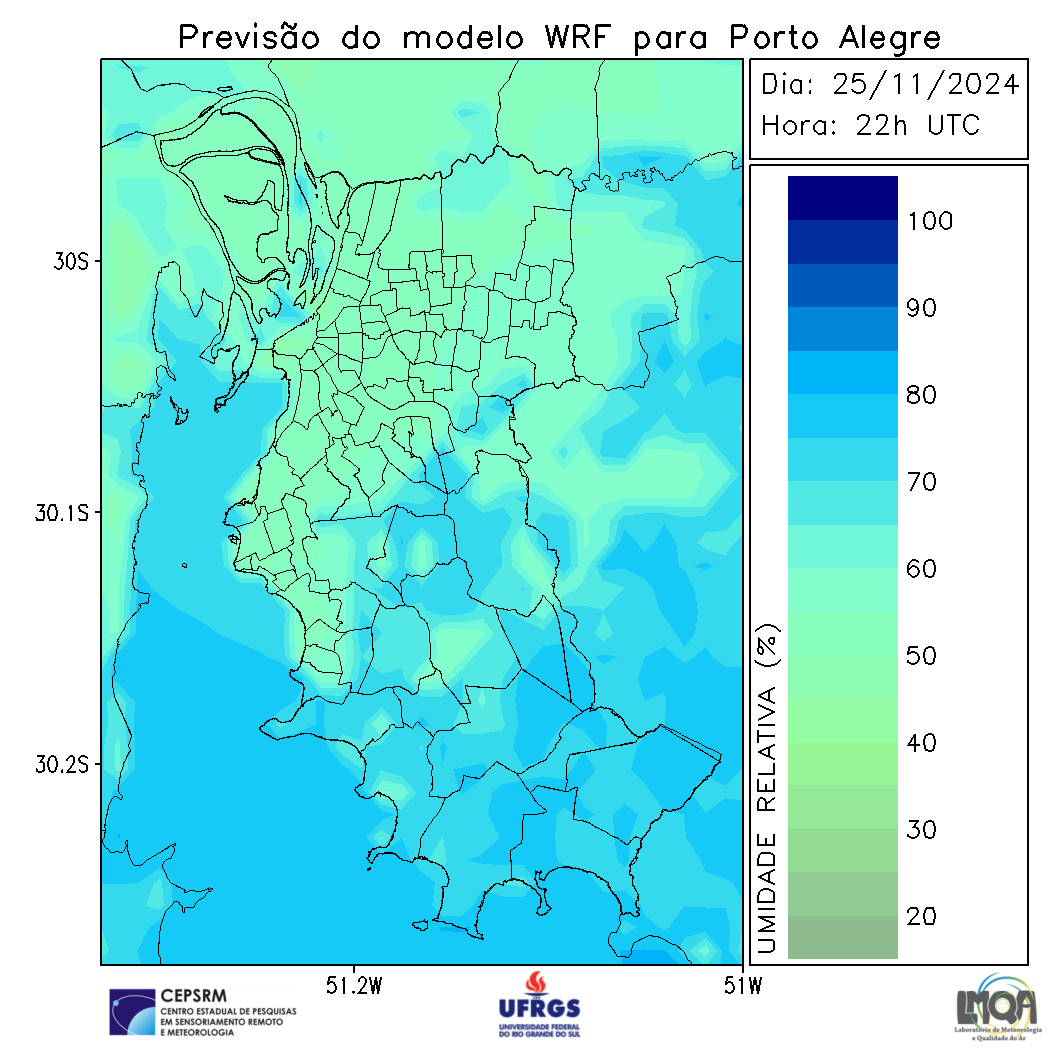 Previsão do modelo WRF para Porto Alegre
Dia: 25/11/2024
Hora: 22h UTC
30S
30.1S
30.2S
51.2W
51W
100
90
80
70
60
50
40
30
20
UMIDADE RELATIVA (%)
CEPSRM
CENTRO ESTADUAL DE PESQUISAS
EM SENSORIAMENTO REMOTO
E METEOROLOGIA
UFRGS
UNIVERSIDADE FEDERAL
DO RIO GRANDE DO SUL
LMQA
Laboratório de Meteorologia
e Qualidade do Ar